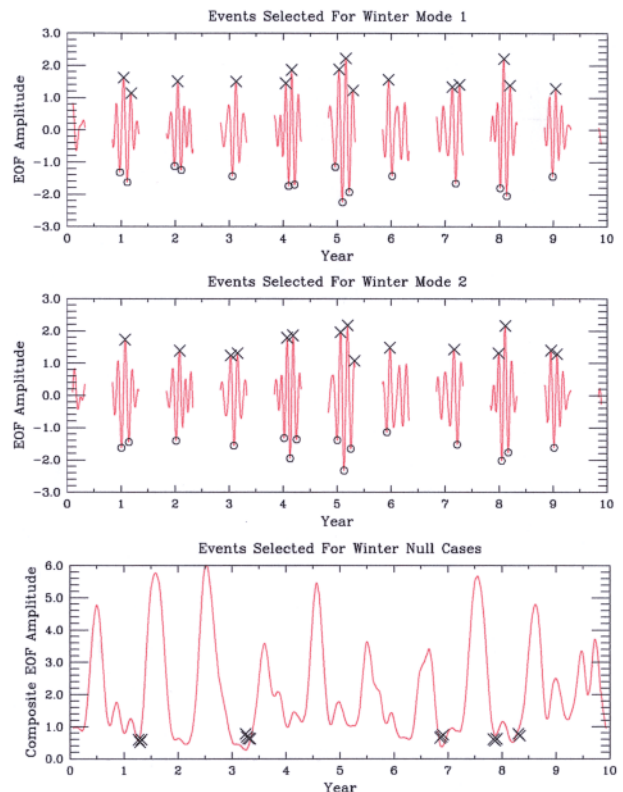 Events Selected For Winter Mode 1
EOF Amplitude
3.0
2.0
1.0
0.0
-1.0
-2.0
-3.0
0 1 2 3 4 5 6 7 8 9 10
Year
Events Selected For Winter Mode 2
EOF Amplitude
3.0
2.0
1.0
0.0
-1.0
-2.0
-3.0
0 1 2 3 4 5 6 7 8 9 10
Year
Events Selected For Winter Null Cases
Composite EOF Amplitude
6.0
5.0
4.0
3.0
2.0
1.0
0.0
0 1 2 3 4 5 6 7 8 9 10
Year